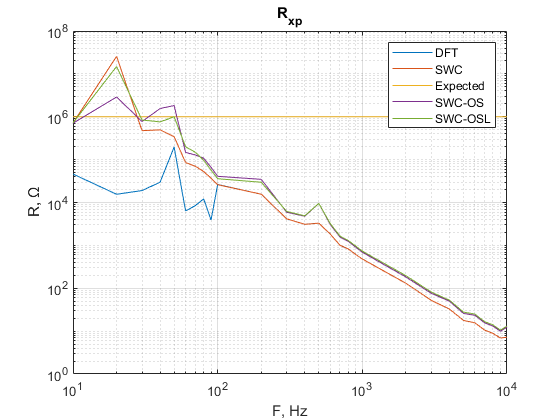 R_xp
10^8
10^6
10^4
10^2
10^0
R, Ω
DFT
SWC
Expected
SWC-OS
SWC-OSL
10^1
10^2
10^3
10^4
F, Hz